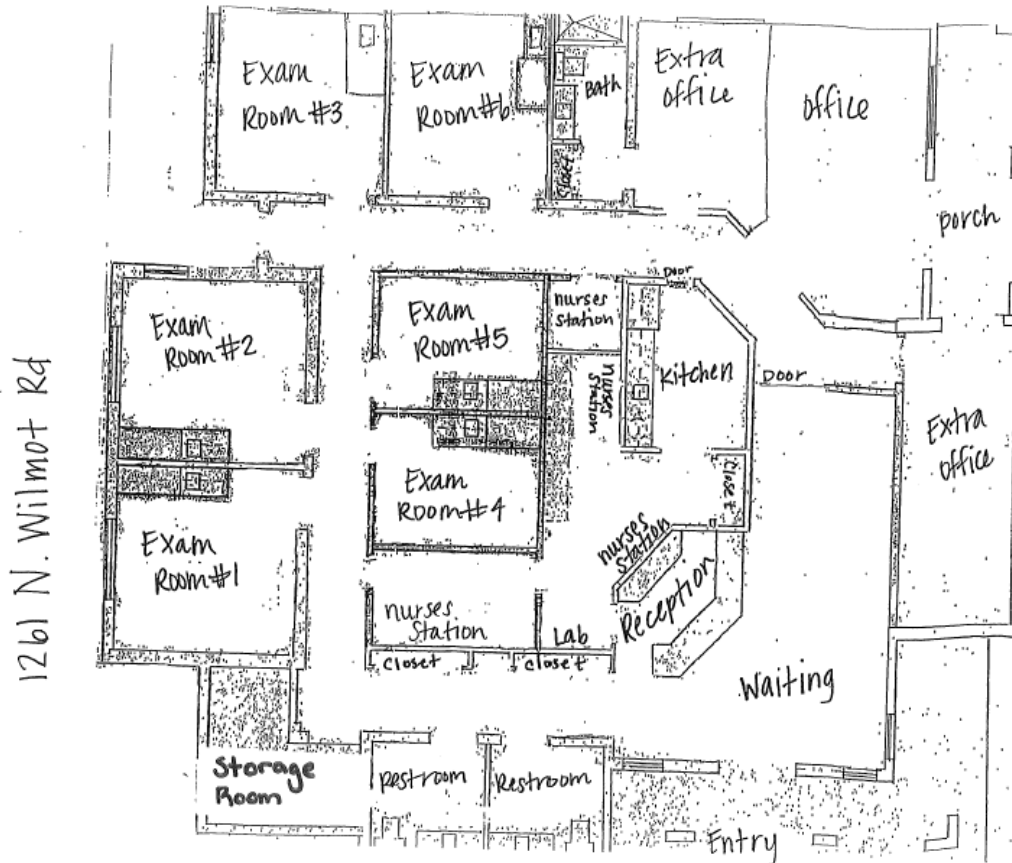 Exam
Room #3
Exam
Room #6
Bath
Closet
Extra
office
office
porch
Exam
Room #2
Exam
Room #5
nurses
Station
Door
nurses
Station
Kitchen
Door
Closet
Extra
office
Exam
Room #1
Exam
Room #4
nurses
Station
Reception
nurses
Station
Lab
Closet
Closet
Waiting
Storage
Room
Restroom
Restroom
Entry
1261 N. Wilmot Rd